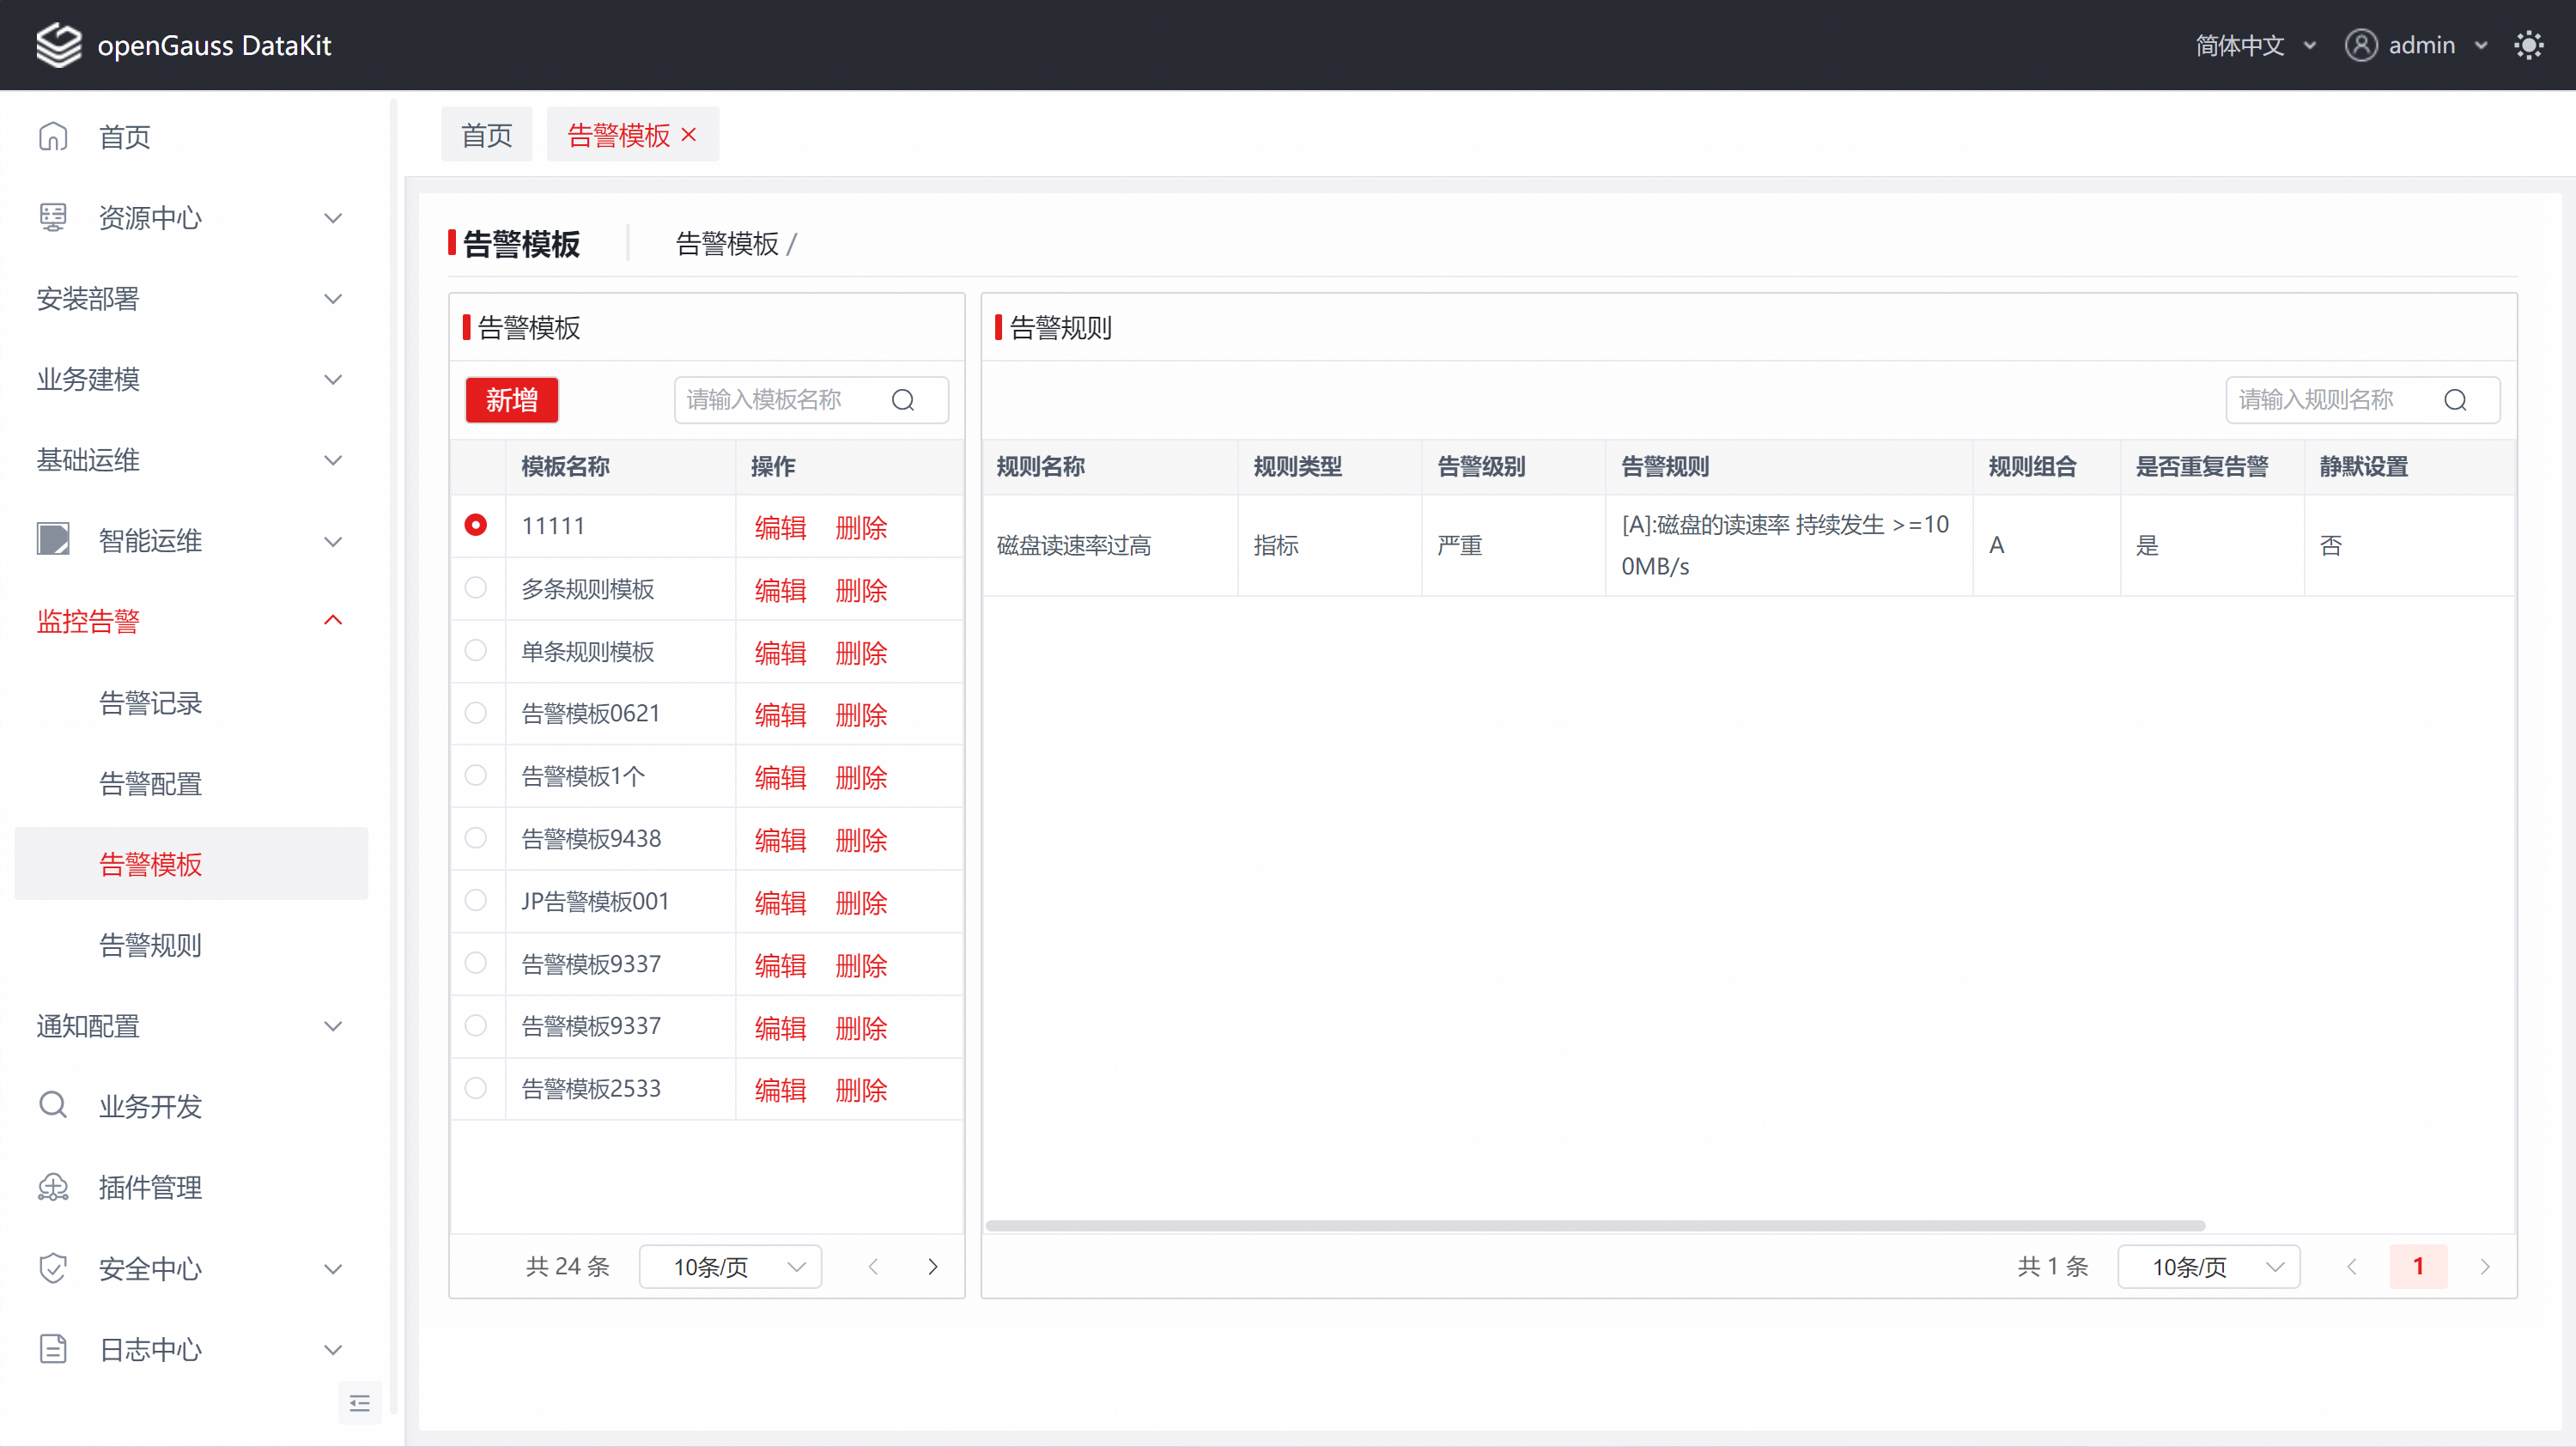 openGauss DataKit
简体中文
admin
首页
资源中心
安装部署
业务建模
基础运维
智能运维
监控告警
告警记录
告警配置
告警模板
告警规则
通知配置
业务开发
插件管理
安全中心
日志中心
首页 告警模板
告警模板 告警模板 /
告警模板
新增 请输入模板名称
模板名称 操作
11111 编辑 删除
多条规则模板 编辑 删除
单条规则模板 编辑 删除
告警模板0621 编辑 删除
告警模板1个 编辑 删除
告警模板9438 编辑 删除
JP告警模板001 编辑 删除
告警模板9337 编辑 删除
告警模板9337 编辑 删除
告警模板2533 编辑 删除
共 24 条 10条/页
告警规则
请输入规则名称
规则名称 规则类型 告警级别 告警规则 规则组合 是否重复告警 静默设置
磁盘读速率过高 指标 严重 [A]:磁盘的读速率 持续发生 >=10
0MB/s A 是 否
共 1 条 10条/页 1